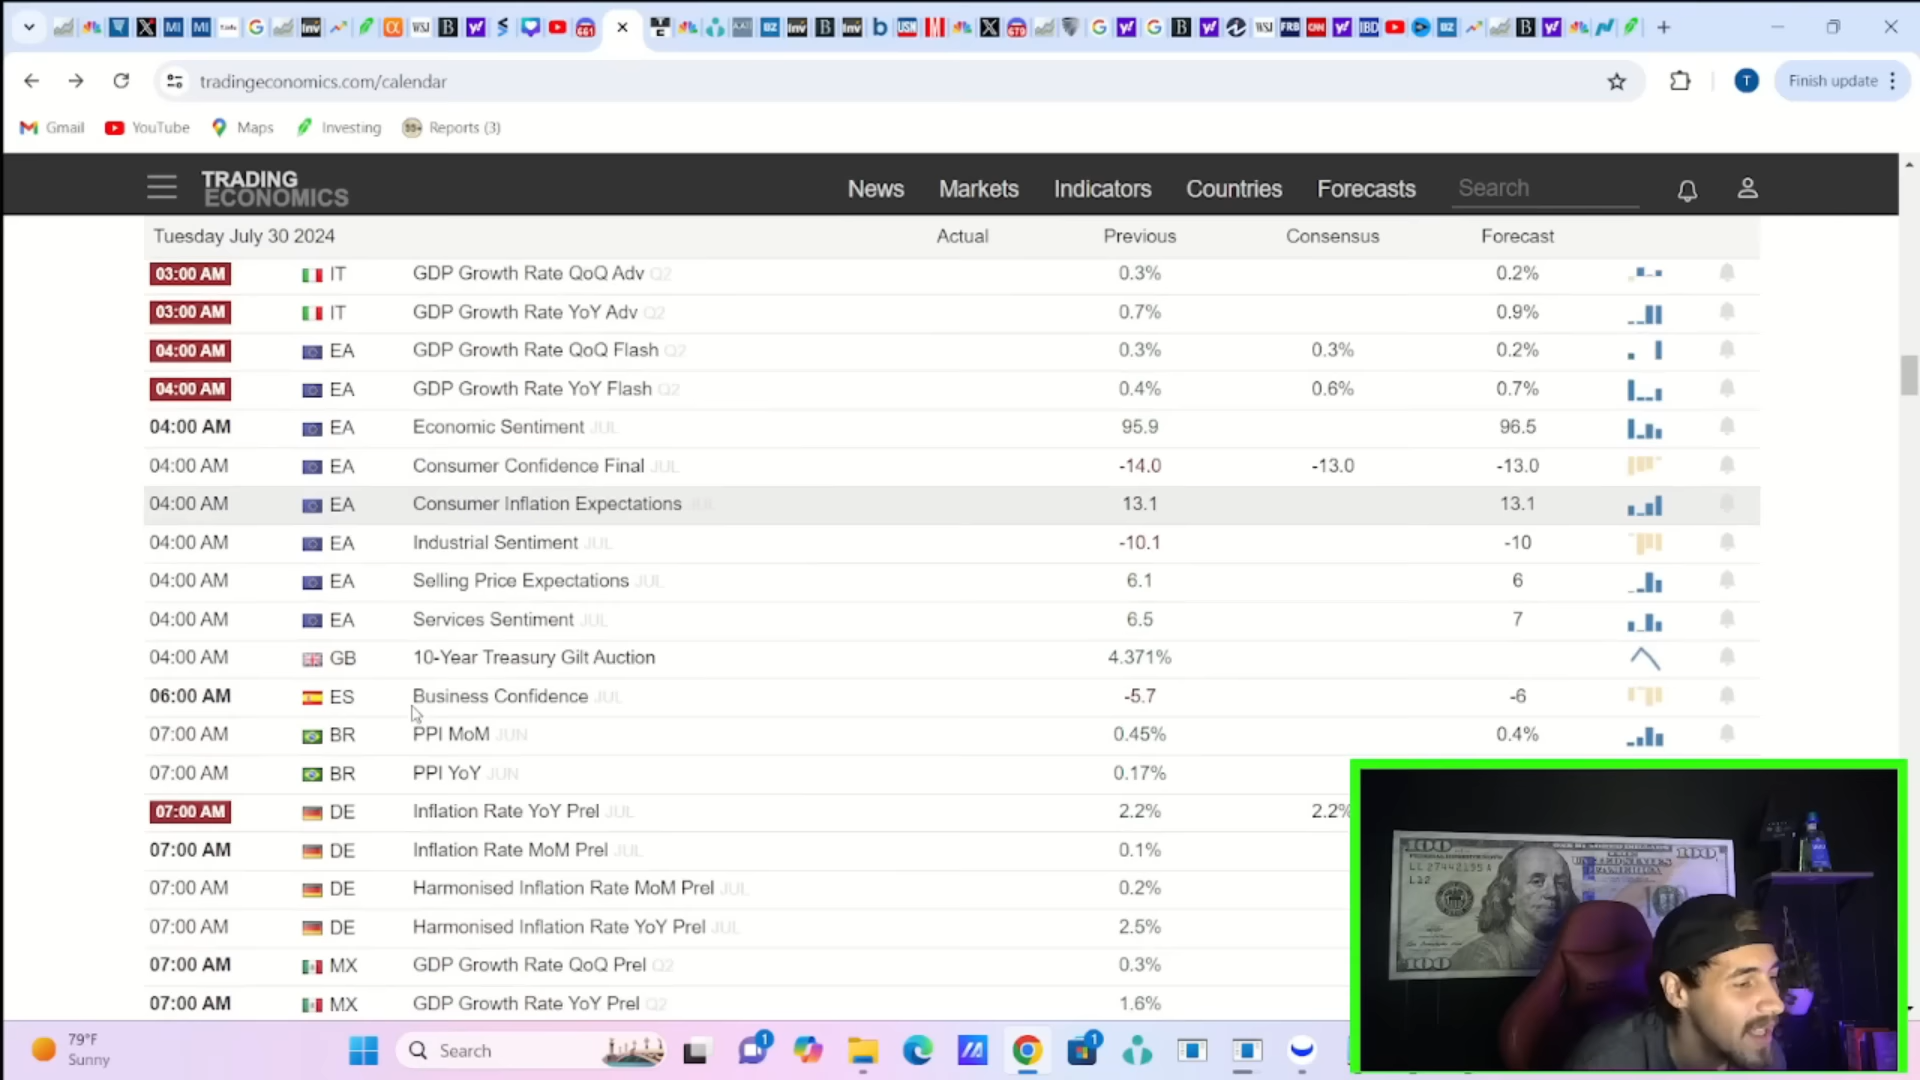 661
670
tradingeconomics.com/calendar
T
Finish update
Gmail
YouTube
Maps
Investing
Reports (3)
TRADING
ECONOMICS
News
Markets
Indicators
Countries
Forecasts
Search
Tuesday July 30 2024 Actual Previous Consensus Forecast
03:00 AM IT GDP Growth Rate QoQ Adv Q2 0.3% 0.2%
03:00 AM IT GDP Growth Rate YoY Adv Q2 0.7% 0.9%
04:00 AM EA GDP Growth Rate QoQ Flash Q2 0.3% 0.3% 0.2%
04:00 AM EA GDP Growth Rate YoY Flash Q2 0.4% 0.6% 0.7%
04:00 AM EA Economic Sentiment JUL 95.9 96.5
04:00 AM EA Consumer Confidence Final JUL -14.0 -13.0 -13.0
04:00 AM EA Consumer Inflation Expectations JUL 13.1 13.1
04:00 AM EA Industrial Sentiment JUL -10.1 -10
04:00 AM EA Selling Price Expectations JUL 6.1 6
04:00 AM EA Services Sentiment JUL 6.5 7
04:00 AM GB 10-Year Treasury Gilt Auction 4.371%
06:00 AM ES Business Confidence JUL -5.7 -6
07:00 AM BR PPI MoM JUN 0.45% 0.4%
07:00 AM BR PPI YoY JUN 0.17%
07:00 AM DE Inflation Rate YoY Prel JUL 2.2% 2.2%
07:00 AM DE Inflation Rate MoM Prel JUL 0.1%
07:00 AM DE Harmonised Inflation Rate MoM Prel JUL 0.2%
07:00 AM DE Harmonised Inflation Rate YoY Prel JUL 2.5%
07:00 AM MX GDP Growth Rate QoQ Prel Q2 0.3%
07:00 AM MX GDP Growth Rate YoY Prel Q2 1.6%
100
100
LL 27442195 A
L12
100
79°F
Sunny
Search
1
1